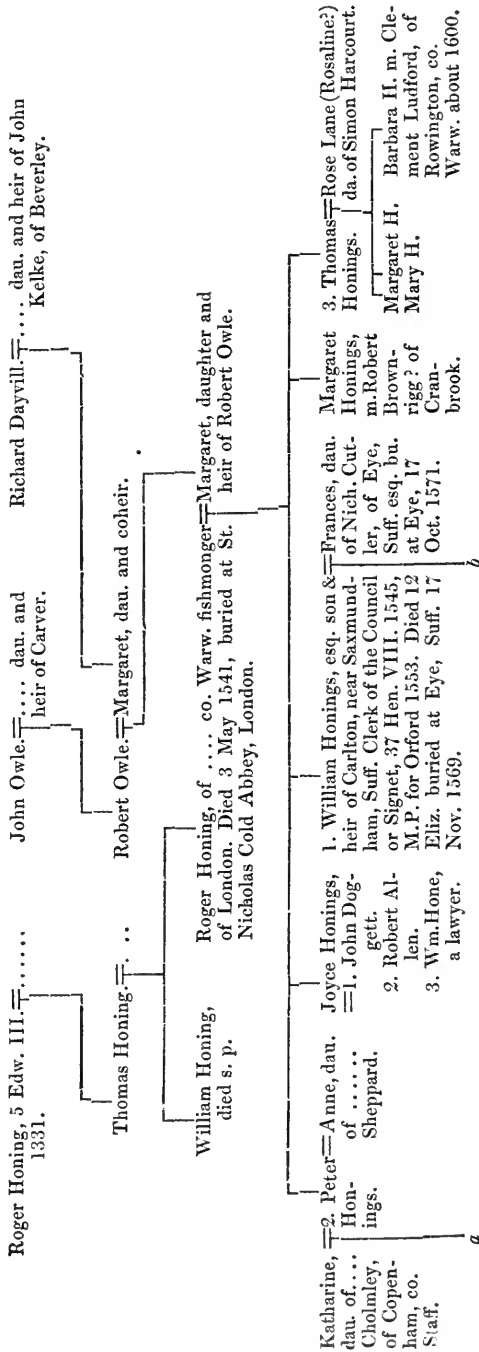 Roger Honing, 5 Edw. III.=......
1331.
John Owle.=.... dau. and
heir of Carver.
Richard Dayvill.=.... dau. and heir of John
Kelke, of Beverley.
Thomas Honing.=...
Robert Owle.=Margaret, dau. and coheir.
William Honing,
died s. p.
Roger Honing, of .... co. Warw. fishmonger=Margaret, daughter and
of London. Died 3 May 1541, buried at St. heir of Robert Owle.
Nicholas Cold Abbey, London.
Katharine,=2. Peter=Anne, dau.
dau. of.... Hon- of ......
Cholmley, ings. Sheppard.
of Copen-
ham, co.
Staff.
Joyce Honings,
=1. John Dog-
gett.
2. Robert Al-
len.
3. Wm. Hone,
a lawyer.
1. William Honings, esq. son &=Frances, dau.
heir of Carlton, near Saxmund- of Nich. Cut-
ham, Suff. Clerk of the Council ler, of Eye,
or Signet, 37 Hen. VIII. 1545, Suff. esq. bu.
M.P. for Orford 1553. Died 12 at Eye, 17
Eliz. buried at Eye, Suff. 17 Oct. 1571.
Nov. 1569.
Margaret
Honings,
m. Robert
Brown-
rigg ? of
Cran-
brook.
3. Thomas=Rose Lane (Rosaline?)
Honings. da. of Simon Harcourt.
Margaret H.
Mary H.
Barbara H. m. Cle-
ment Ludford, of
Rowington, co.
Warw. about 1600.
a
b